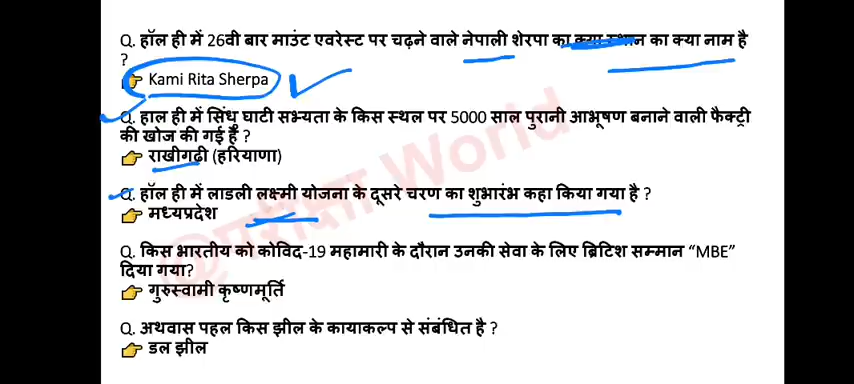 Q. हॉल ही में 26वी बार माउंट एवरेस्ट पर चढ़ने वाले नेपाली शेरपा का क्या स्थान का क्या नाम है
?
👉 Kami Rita Sherpa
Q. हाल ही में सिंधु घाटी सभ्यता के किस स्थल पर 5000 साल पुरानी आभूषण बनाने वाली फैक्ट्री
की खोज की गई है ?
👉 राखीगढ़ी (हरियाणा)
Q. हॉल ही में लाडली लक्ष्मी योजना के दूसरे चरण का शुभारंभ कहा किया गया है ?
👉 मध्यप्रदेश
Q. किस भारतीय को कोविद-19 महामारी के दौरान उनकी सेवा के लिए ब्रिटिश सम्मान “MBE”
दिया गया?
👉 गुरुस्वामी कृष्णमूर्ति
Q. अथवास पहल किस झील के कायाकल्प से संबंधित है ?
👉 डल झील
@परीक्षा World